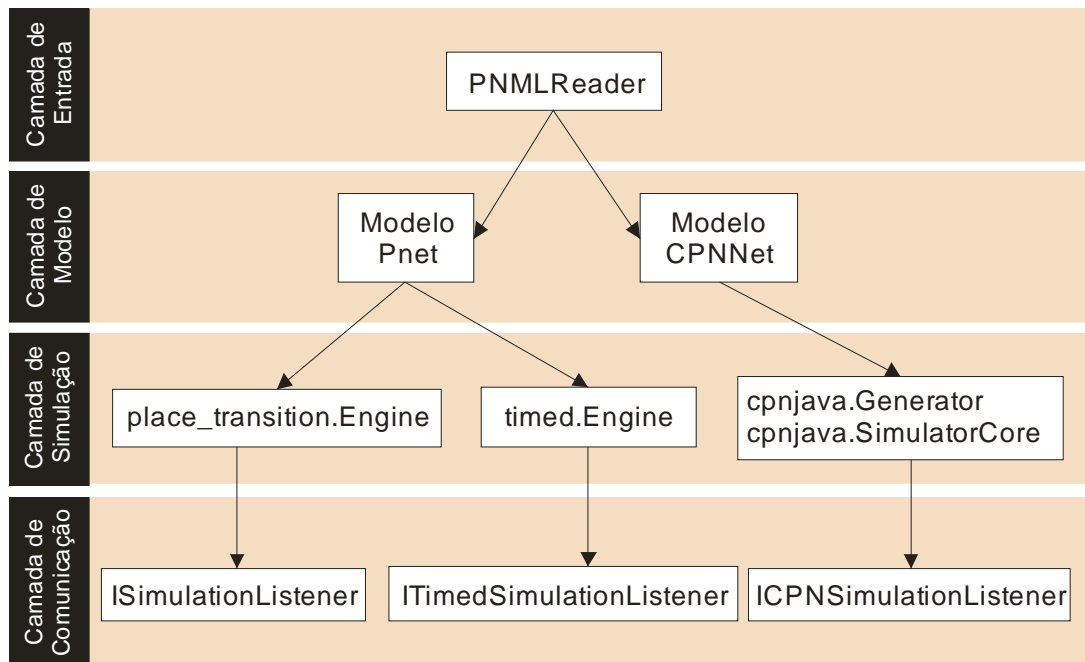 Camada de
Entrada
PNMLReader
Camada de
Modelo
Modelo
Pnet
Modelo
CPNNet
Camada de
Simulação
place_transition.Engine
timed.Engine
cpnjava.Generator
cpnjava.SimulatorCore
Camada de
Comunicação
ISimulationListener
ITimedSimulationListener
ICPNSimulationListener